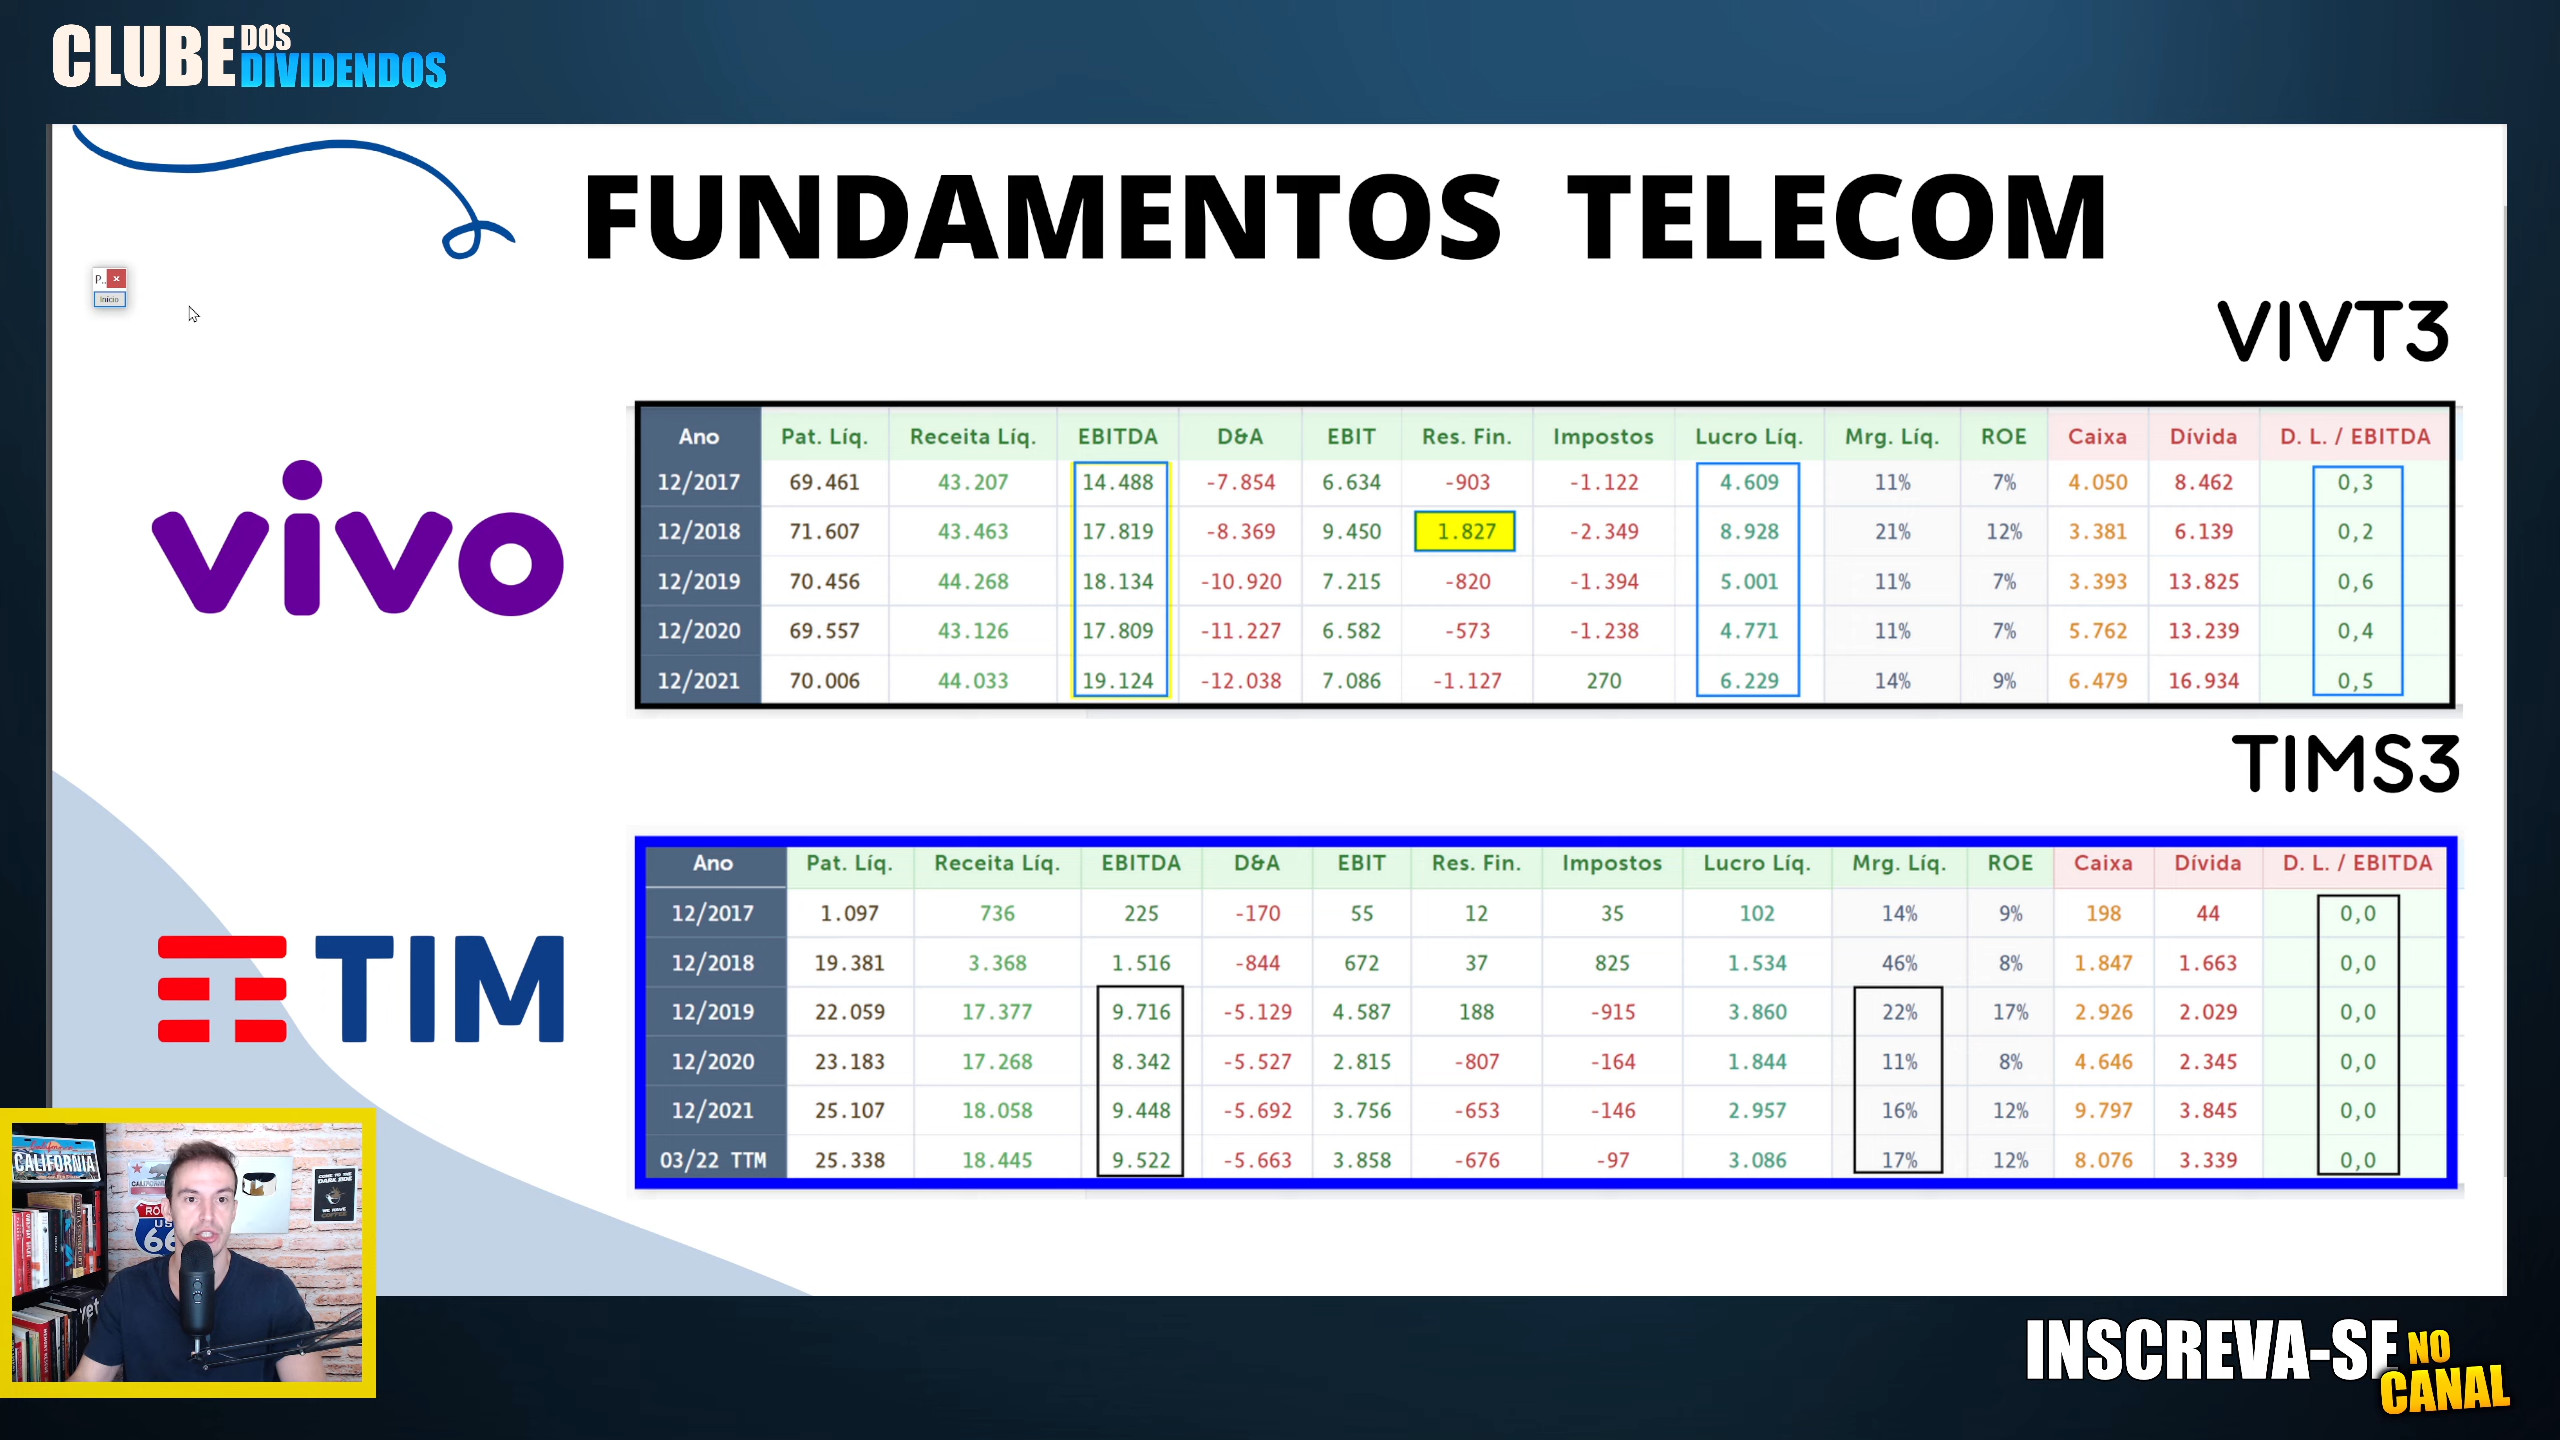 CLUBE DOS DIVIDENDOS
FUNDAMENTOS TELECOM
P..
Início
VIVT3
vivo
Ano Pat. Líq. Receita Líq. EBITDA D&A EBIT Res. Fin. Impostos Lucro Líq. Mrg. Líq. ROE Caixa Dívida D. L. / EBITDA
12/2017 69.461 43.207 14.488 -7.854 6.634 -903 -1.122 4.609 11% 7% 4.050 8.462 0,3
12/2018 71.607 43.463 17.819 -8.369 9.450 1.827 -2.349 8.928 21% 12% 3.381 6.139 0,2
12/2019 70.456 44.268 18.134 -10.920 7.215 -820 -1.394 5.001 11% 7% 3.393 13.825 0,6
12/2020 69.557 43.126 17.809 -11.227 6.582 -573 -1.238 4.771 11% 7% 5.762 13.239 0,4
12/2021 70.006 44.033 19.124 -12.038 7.086 -1.127 270 6.229 14% 9% 6.479 16.934 0,5
TIMS3
TIM
Ano Pat. Líq. Receita Líq. EBITDA D&A EBIT Res. Fin. Impostos Lucro Líq. Mrg. Líq. ROE Caixa Dívida D. L. / EBITDA
12/2017 1.097 736 225 -170 55 12 35 102 14% 9% 198 44 0,0
12/2018 19.381 3.368 1.516 -844 672 37 825 1.534 46% 8% 1.847 1.663 0,0
12/2019 22.059 17.377 9.716 -5.129 4.587 188 -915 3.860 22% 17% 2.926 2.029 0,0
12/2020 23.183 17.268 8.342 -5.527 2.815 -807 -164 1.844 11% 8% 4.646 2.345 0,0
12/2021 25.107 18.058 9.448 -5.692 3.756 -653 -146 2.957 16% 12% 9.797 3.845 0,0
03/22 TTM 25.338 18.445 9.522 -5.663 3.858 -676 -97 3.086 17% 12% 8.076 3.339 0,0
CALIFORNIA
US
66
DARK SIDE
WE HAVE
INSCREVA-SE NO CANAL